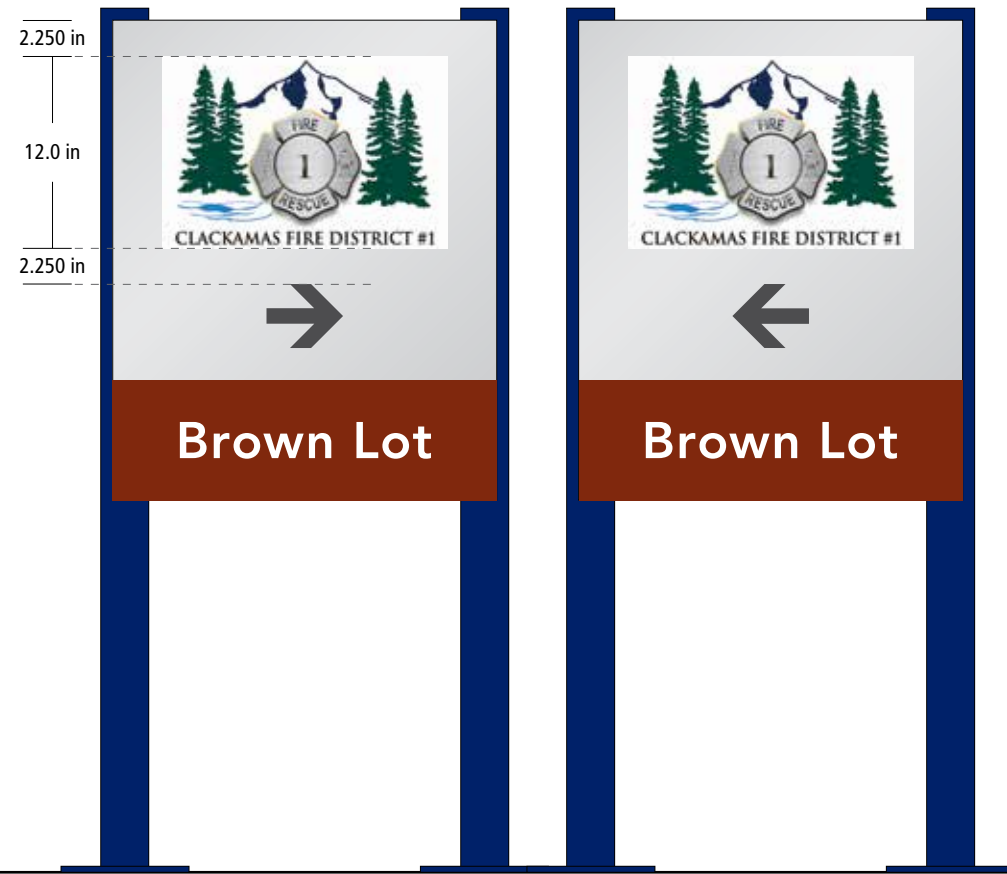 2.250 in
12.0 in
2.250 in
FIRE
1
RESCUE
CLACKAMAS FIRE DISTRICT #1
Brown Lot
FIRE
1
RESCUE
CLACKAMAS FIRE DISTRICT #1
Brown Lot